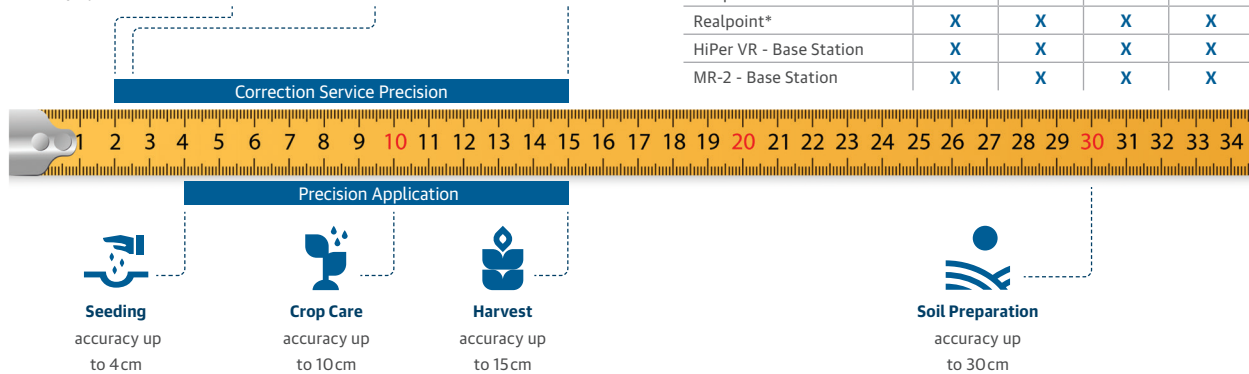 Realpoint* X X X X
HiPer VR - Base Station X X X X
MR-2 - Base Station X X X X
Correction Service Precision
1 2 3 4 5 6 7 8 9 10 11 12 13 14 15 16 17 18 19 20 21 22 23 24 25 26 27 28 29 30 31 32 33 34
Precision Application
Seeding
accuracy up
to 4cm
Crop Care
accuracy up
to 10cm
Harvest
accuracy up
to 15cm
Soil Preparation
accuracy up
to 30cm